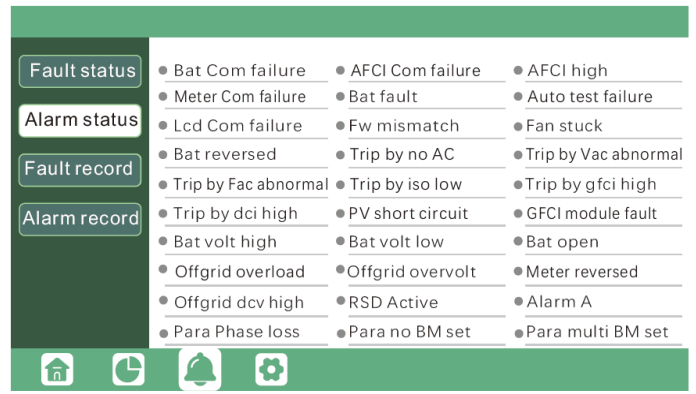 Fault status
Alarm status
Fault record
Alarm record
Bat Com failure AFCI Com failure AFCI high
Meter Com failure Bat fault Auto test failure
Lcd Com failure Fw mismatch Fan stuck
Bat reversed Trip by no AC Trip by Vac abnormal
Trip by Fac abnormal Trip by iso low Trip by gfci high
Trip by dci high PV short circuit GFCI module fault
Bat volt high Bat volt low Bat open
Offgrid overload Offgrid overvolt Meter reversed
Offgrid dcv high RSD Active Alarm A
Para Phase loss Para no BM set Para multi BM set